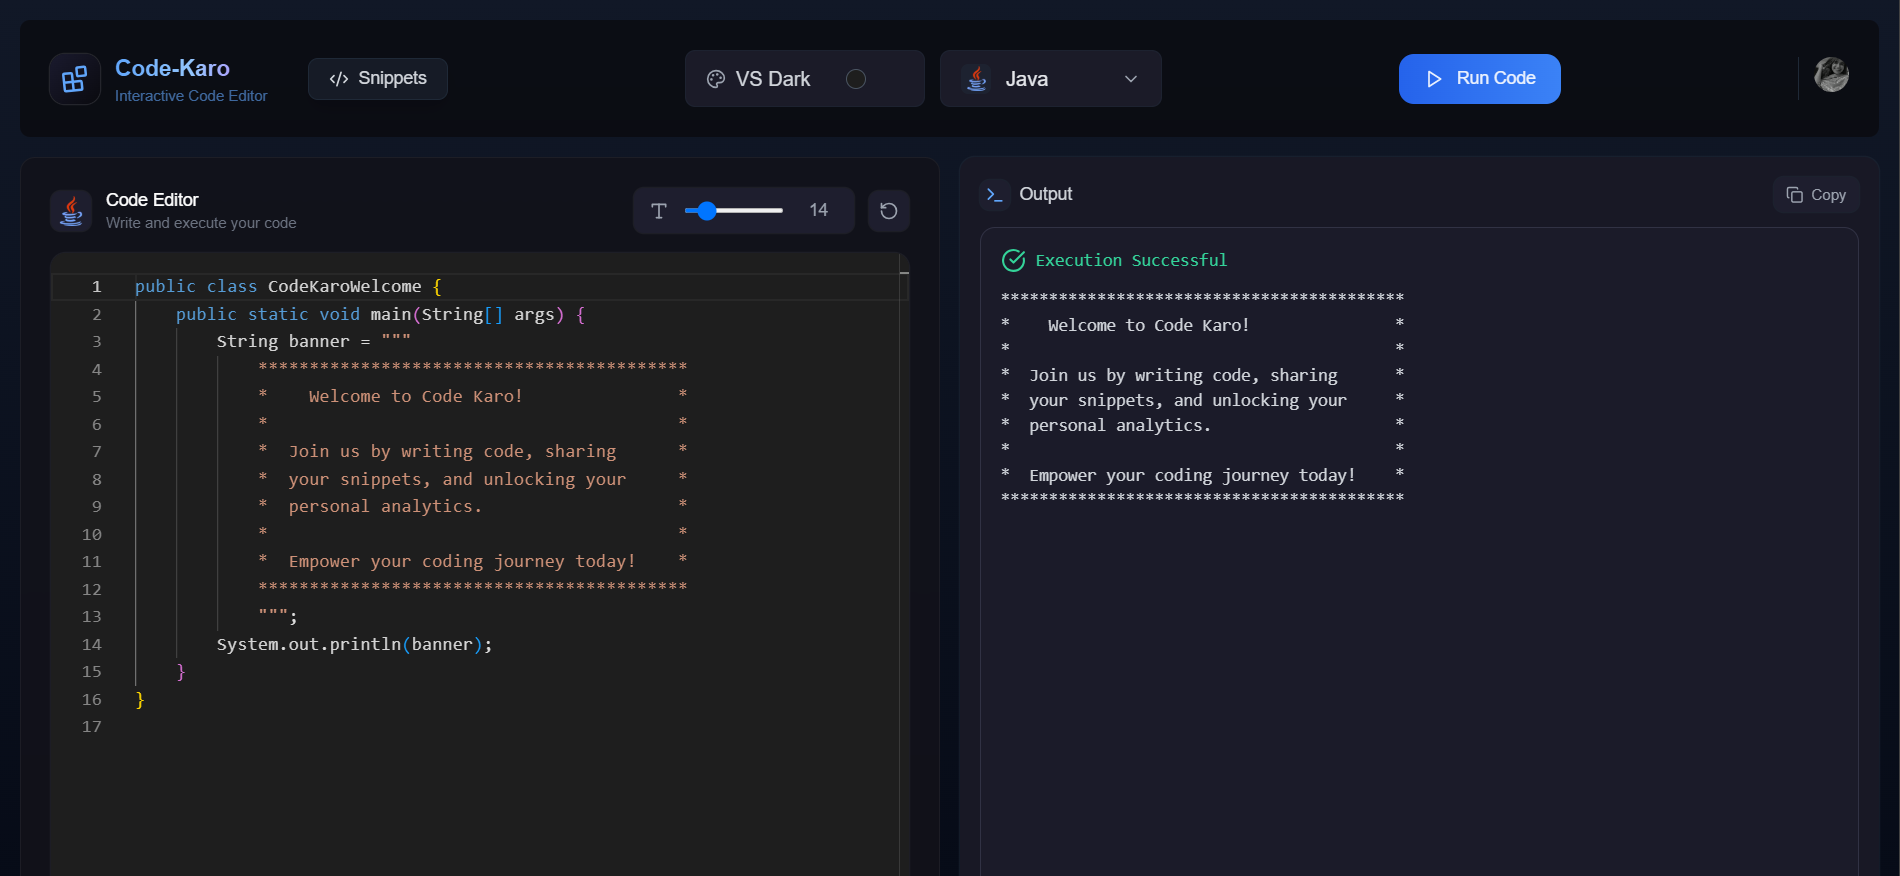 Code-Karo
Interactive Code Editor
</> Snippets
VS Dark
Java
Run Code
Code Editor
Write and execute your code
14
1 public class CodeKaroWelcome {
2     public static void main(String[] args) {
3         String banner = """
4             ******************************************
5             *    Welcome to Code Karo!               *
6             *                                        *
7             *  Join us by writing code, sharing      *
8             *  your snippets, and unlocking your     *
9             *  personal analytics.                   *
10             *                                        *
11             *  Empower your coding journey today!    *
12             ******************************************
13             """;
14         System.out.println(banner);
15     }
16 }
17
>_ Output
Copy
Execution Successful
******************************************
*    Welcome to Code Karo!               *
*                                        *
*  Join us by writing code, sharing      *
*  your snippets, and unlocking your     *
*  personal analytics.                   *
*                                        *
*  Empower your coding journey today!    *
******************************************